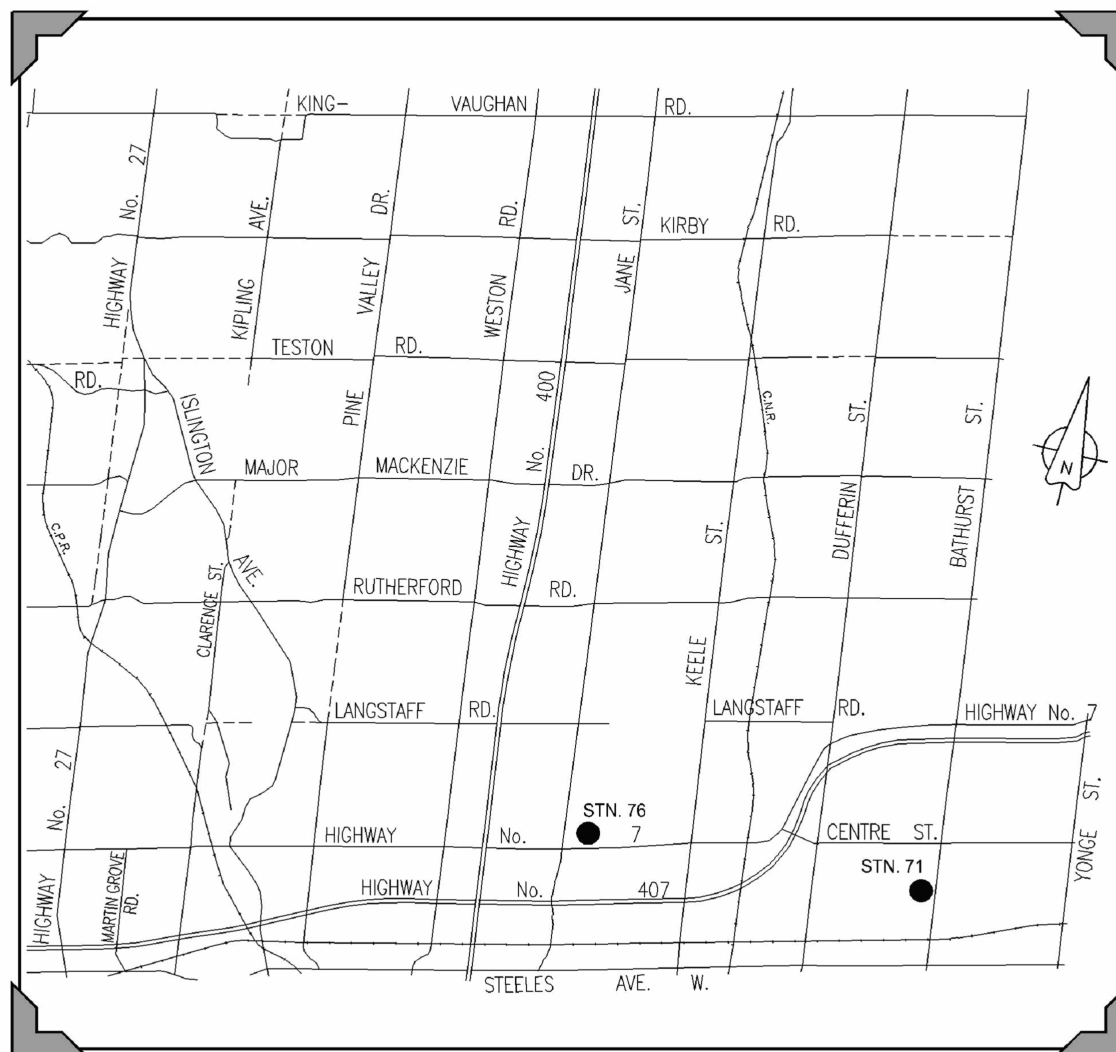 KING- VAUGHAN RD.
HIGHWAY No. 27
KIPLING AVE.
VALLEY DR.
WESTON RD.
JANE ST.
KIRBY RD.
TESTON RD.
RD.
PINE
ISLINGTON AVE.
HIGHWAY No. 400
C.N.R.
DUFFERIN ST.
BATHURST ST.
N
MAJOR MACKENZIE DR.
C.P.R.
CLARENCE ST.
RUTHERFORD RD.
KEELE ST.
LANGSTAFF RD.
LANGSTAFF RD.
HIGHWAY No. 7
HIGHWAY No. 27
STN. 76
HIGHWAY No. 7
CENTRE ST.
STN. 71
YONGE ST.
MARTIN GROVE
RD.
HIGHWAY No. 407
STEELES AVE. W.